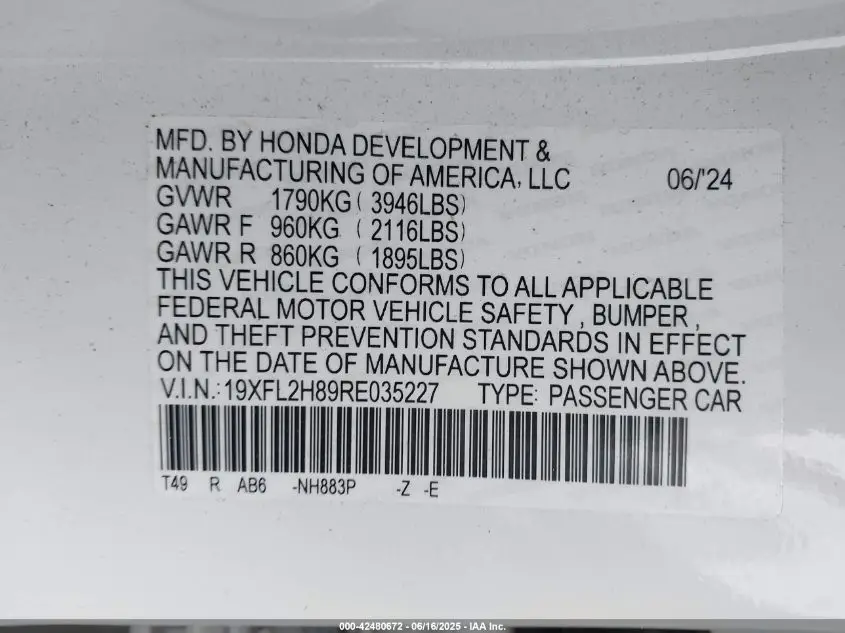 MFD. BY HONDA DEVELOPMENT &
MANUFACTURING OF AMERICA, LLC 06/'24
GVWR 1790KG ( 3946LBS)
GAWR F 960KG ( 2116LBS)
GAWR R 860KG ( 1895LBS)
THIS VEHICLE CONFORMS TO ALL APPLICABLE
FEDERAL MOTOR VEHICLE SAFETY , BUMPER ,
AND THEFT PREVENTION STANDARDS IN EFFECT
ON THE DATE OF MANUFACTURE SHOWN ABOVE.
V.I.N.: 19XFL2H89RE035227 TYPE: PASSENGER CAR
T49 R AB6 -NH883P -Z -E
000-42480672 - 06/16/2025 - IAA Inc.